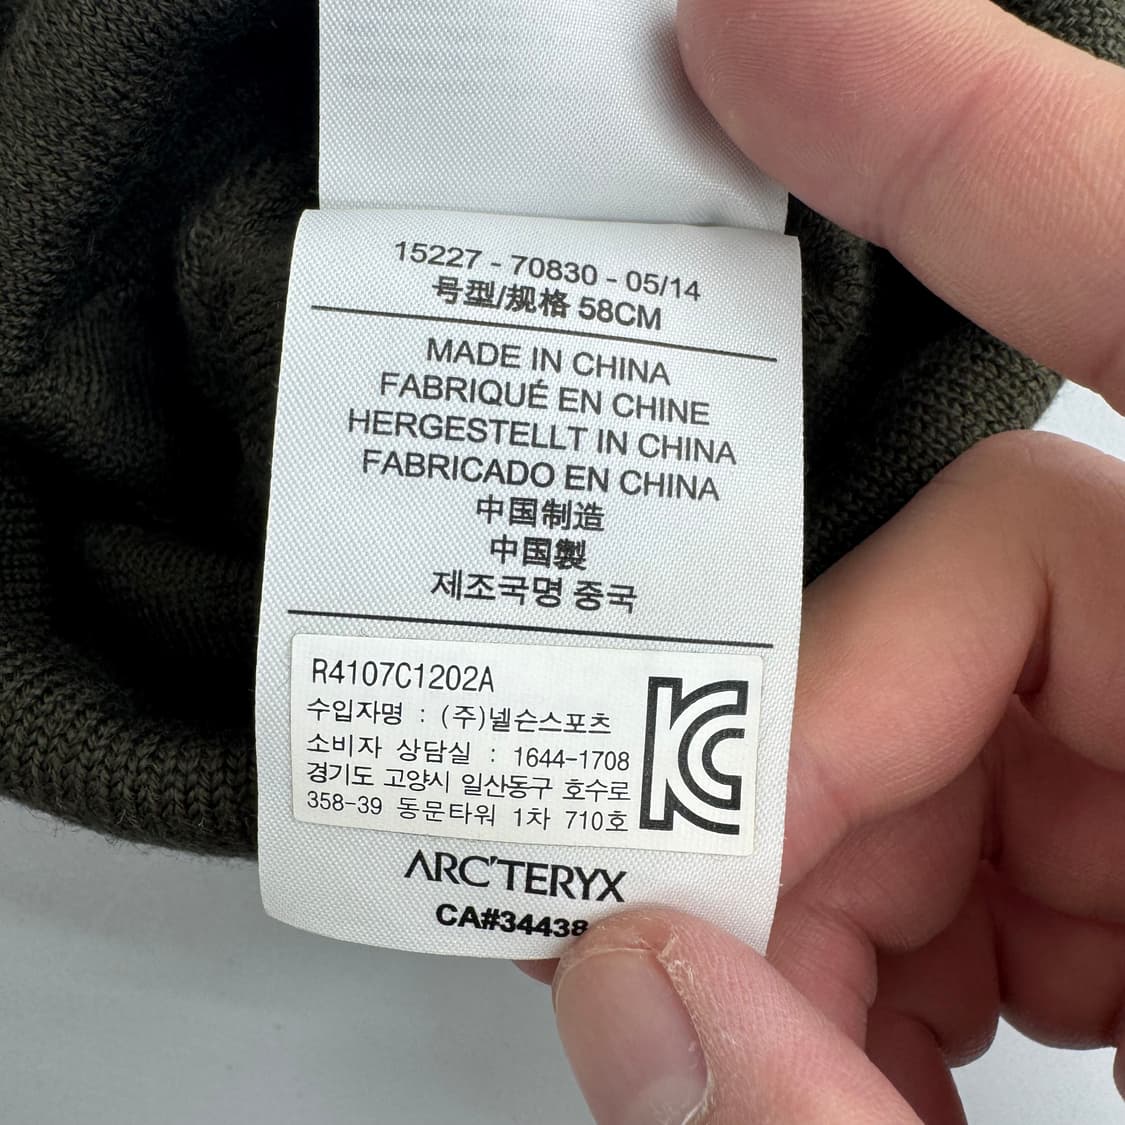 15227 - 70830 - 05/14
号型/规格 58CM
MADE IN CHINA
FABRIQUÉ EN CHINE
HERGESTELLT IN CHINA
FABRICADO EN CHINA
中国制造
中国製
제조국명 중국
R4107C1202A
수입자명 : (주)넬슨스포츠
소비자 상담실 : 1644-1708
경기도 고양시 일산동구 호수로
358-39 동문타워 1차 710호
KC
ARC'TERYX
CA#34438